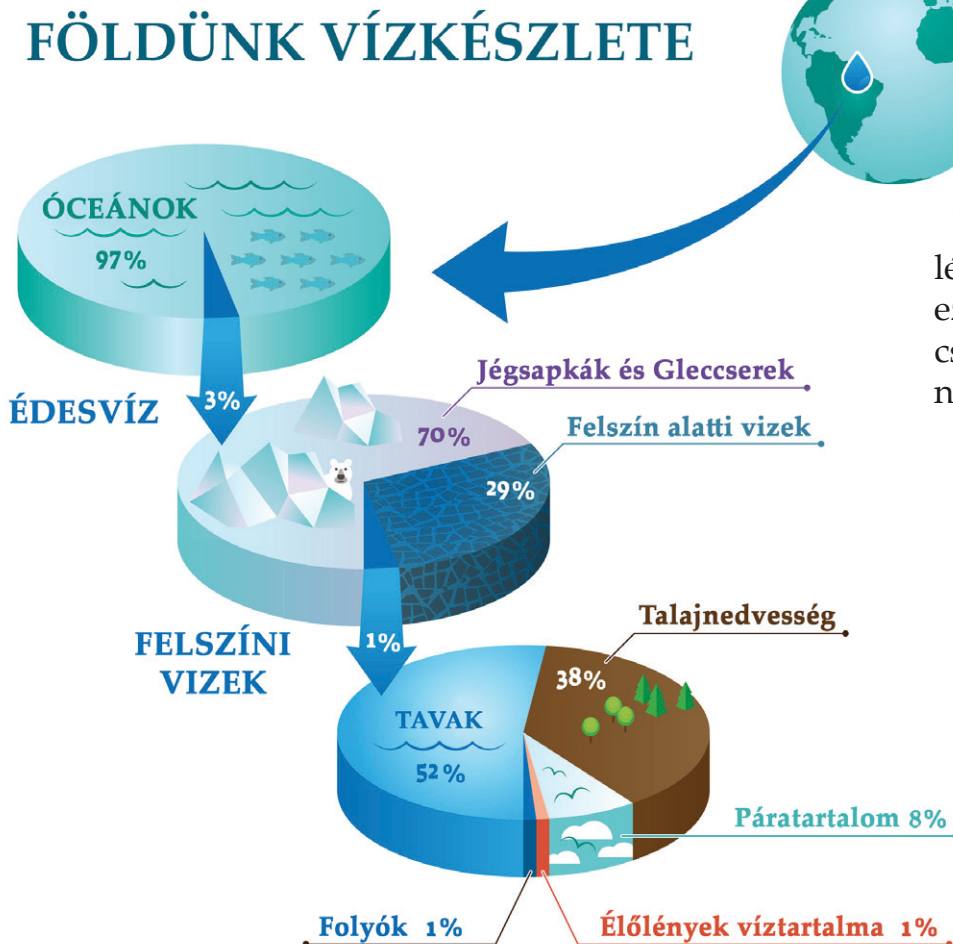 FÖLDÜNK VÍZKÉSZLETE
ÓCEÁNOK
97%
ÉDESVÍZ
3%
Jégsapkák és Gleccserek
70%
Felszín alatti vizek
29%
FELSZÍNI
VIZEK
1%
Talajnedvesség
38%
TAVAK
52%
Páratartalom 8%
Folyók 1%
Élőlények víztartalma 1%